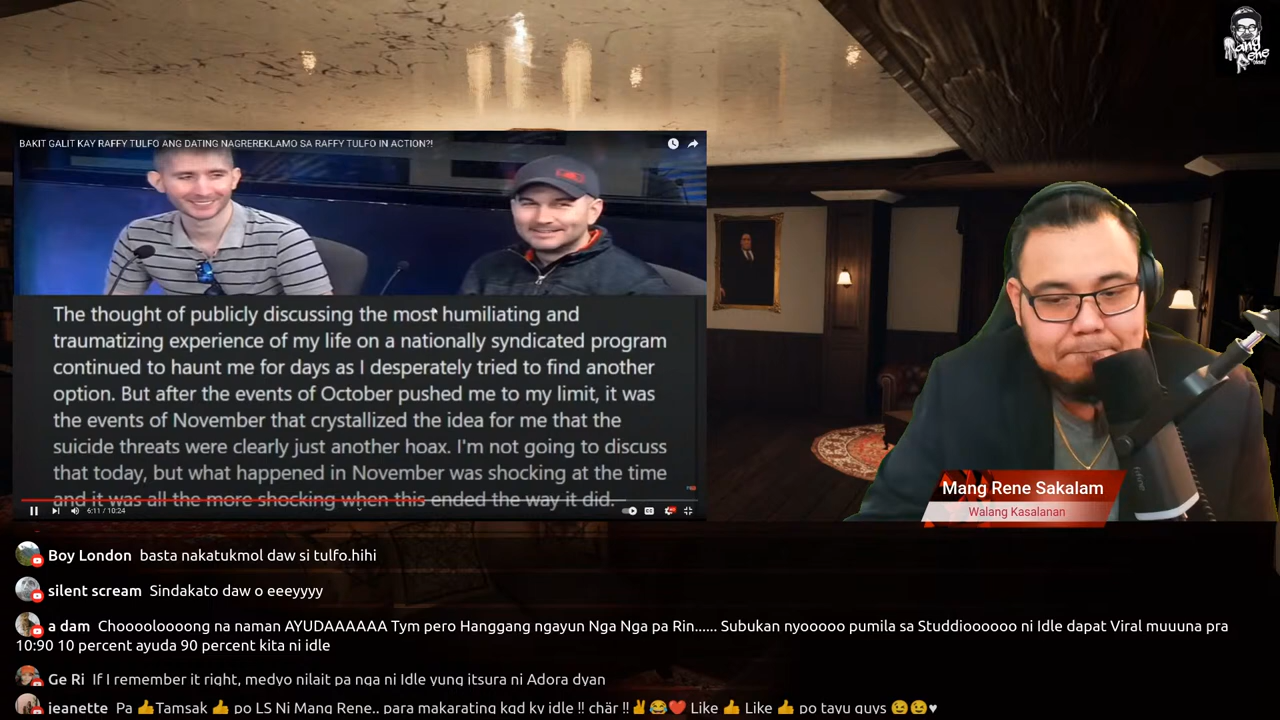 Mang Rene
BAKIT GALIT KAY RAFFY TULFO ANG DATING NAGREREKLAMO SA RAFFY TULFO IN ACTION?!
The thought of publicly discussing the most humiliating and
traumatizing experience of my life on a nationally syndicated program
continued to haunt me for days as I desperately tried to find another
option. But after the events of October pushed me to my limit, it was
the events of November that crystallized the idea for me that the
suicide threats were clearly just another hoax. I'm not going to discuss
that today, but what happened in November was shocking at the time
and it was all the more shocking when this ended the way it did.
6:11 / 10:24
Mang Rene Sakalam
Walang Kasalanan
Boy London basta nakatukmol daw si tulfo.hihi
silent scream Sindakato daw o eeeyyyy
a dam Chooooloooong na naman AYUDAAAAAA Tym pero Hanggang ngayun Nga Nga pa Rin...... Subukan nyooooo pumila sa Studdioooooo ni Idle dapat Viral muuuna pra
10:90 10 percent ayuda 90 percent kita ni idle
Ge Ri If I remember it right, medyo nilait pa nga ni Idle yung itsura ni Adora dyan
jeanette Pa 👍Tamsak 👍 po LS Ni Mang Rene.. para makarating kgd ky idle !! chär !!✌😂❤ Like 👍 Like 👍 po tayu guys 😉😉♥